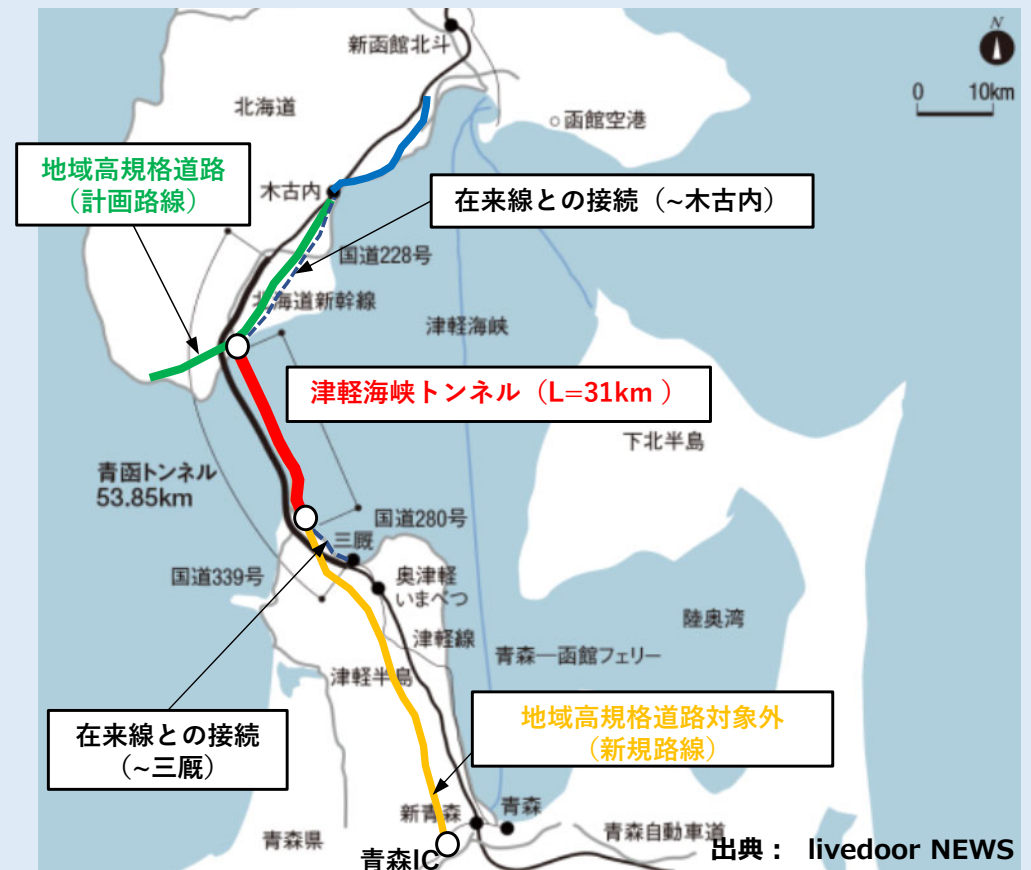 N
新函館北斗
0 10km
北海道
函館空港
地域高規格道路
（計画路線）
木古内
在来線との接続（~木古内）
国道228号
北海道新幹線
津軽海峡
津軽海峡トンネル（L=31km ）
下北半島
青函トンネル
53.85km
国道280号
三厩
国道339号
奥津軽
いまべつ
津軽線
陸奥湾
青森―函館フェリー
津軽半島
地域高規格道路対象外
（新規路線）
在来線との接続
（~三厩）
新青森
青森
青森県
青森自動車道
青森IC
出典： livedoor NEWS